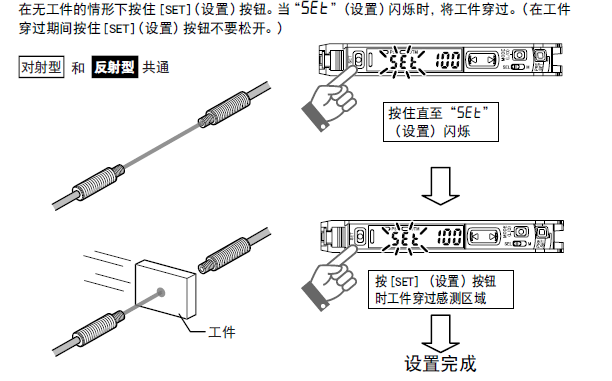 在无工件的情形下按住[SET](设置)按钮。当“SEt”(设置)闪烁时,将工件穿过。(在工件
穿过期间按住[SET](设置)按钮不要松开。)
对射型 和 反射型 共通
SEt 100
按住直至“SEt”
(设置)闪烁
SEt 100
按[SET] (设置)按钮
时工件穿过感测区域
工件
设置完成